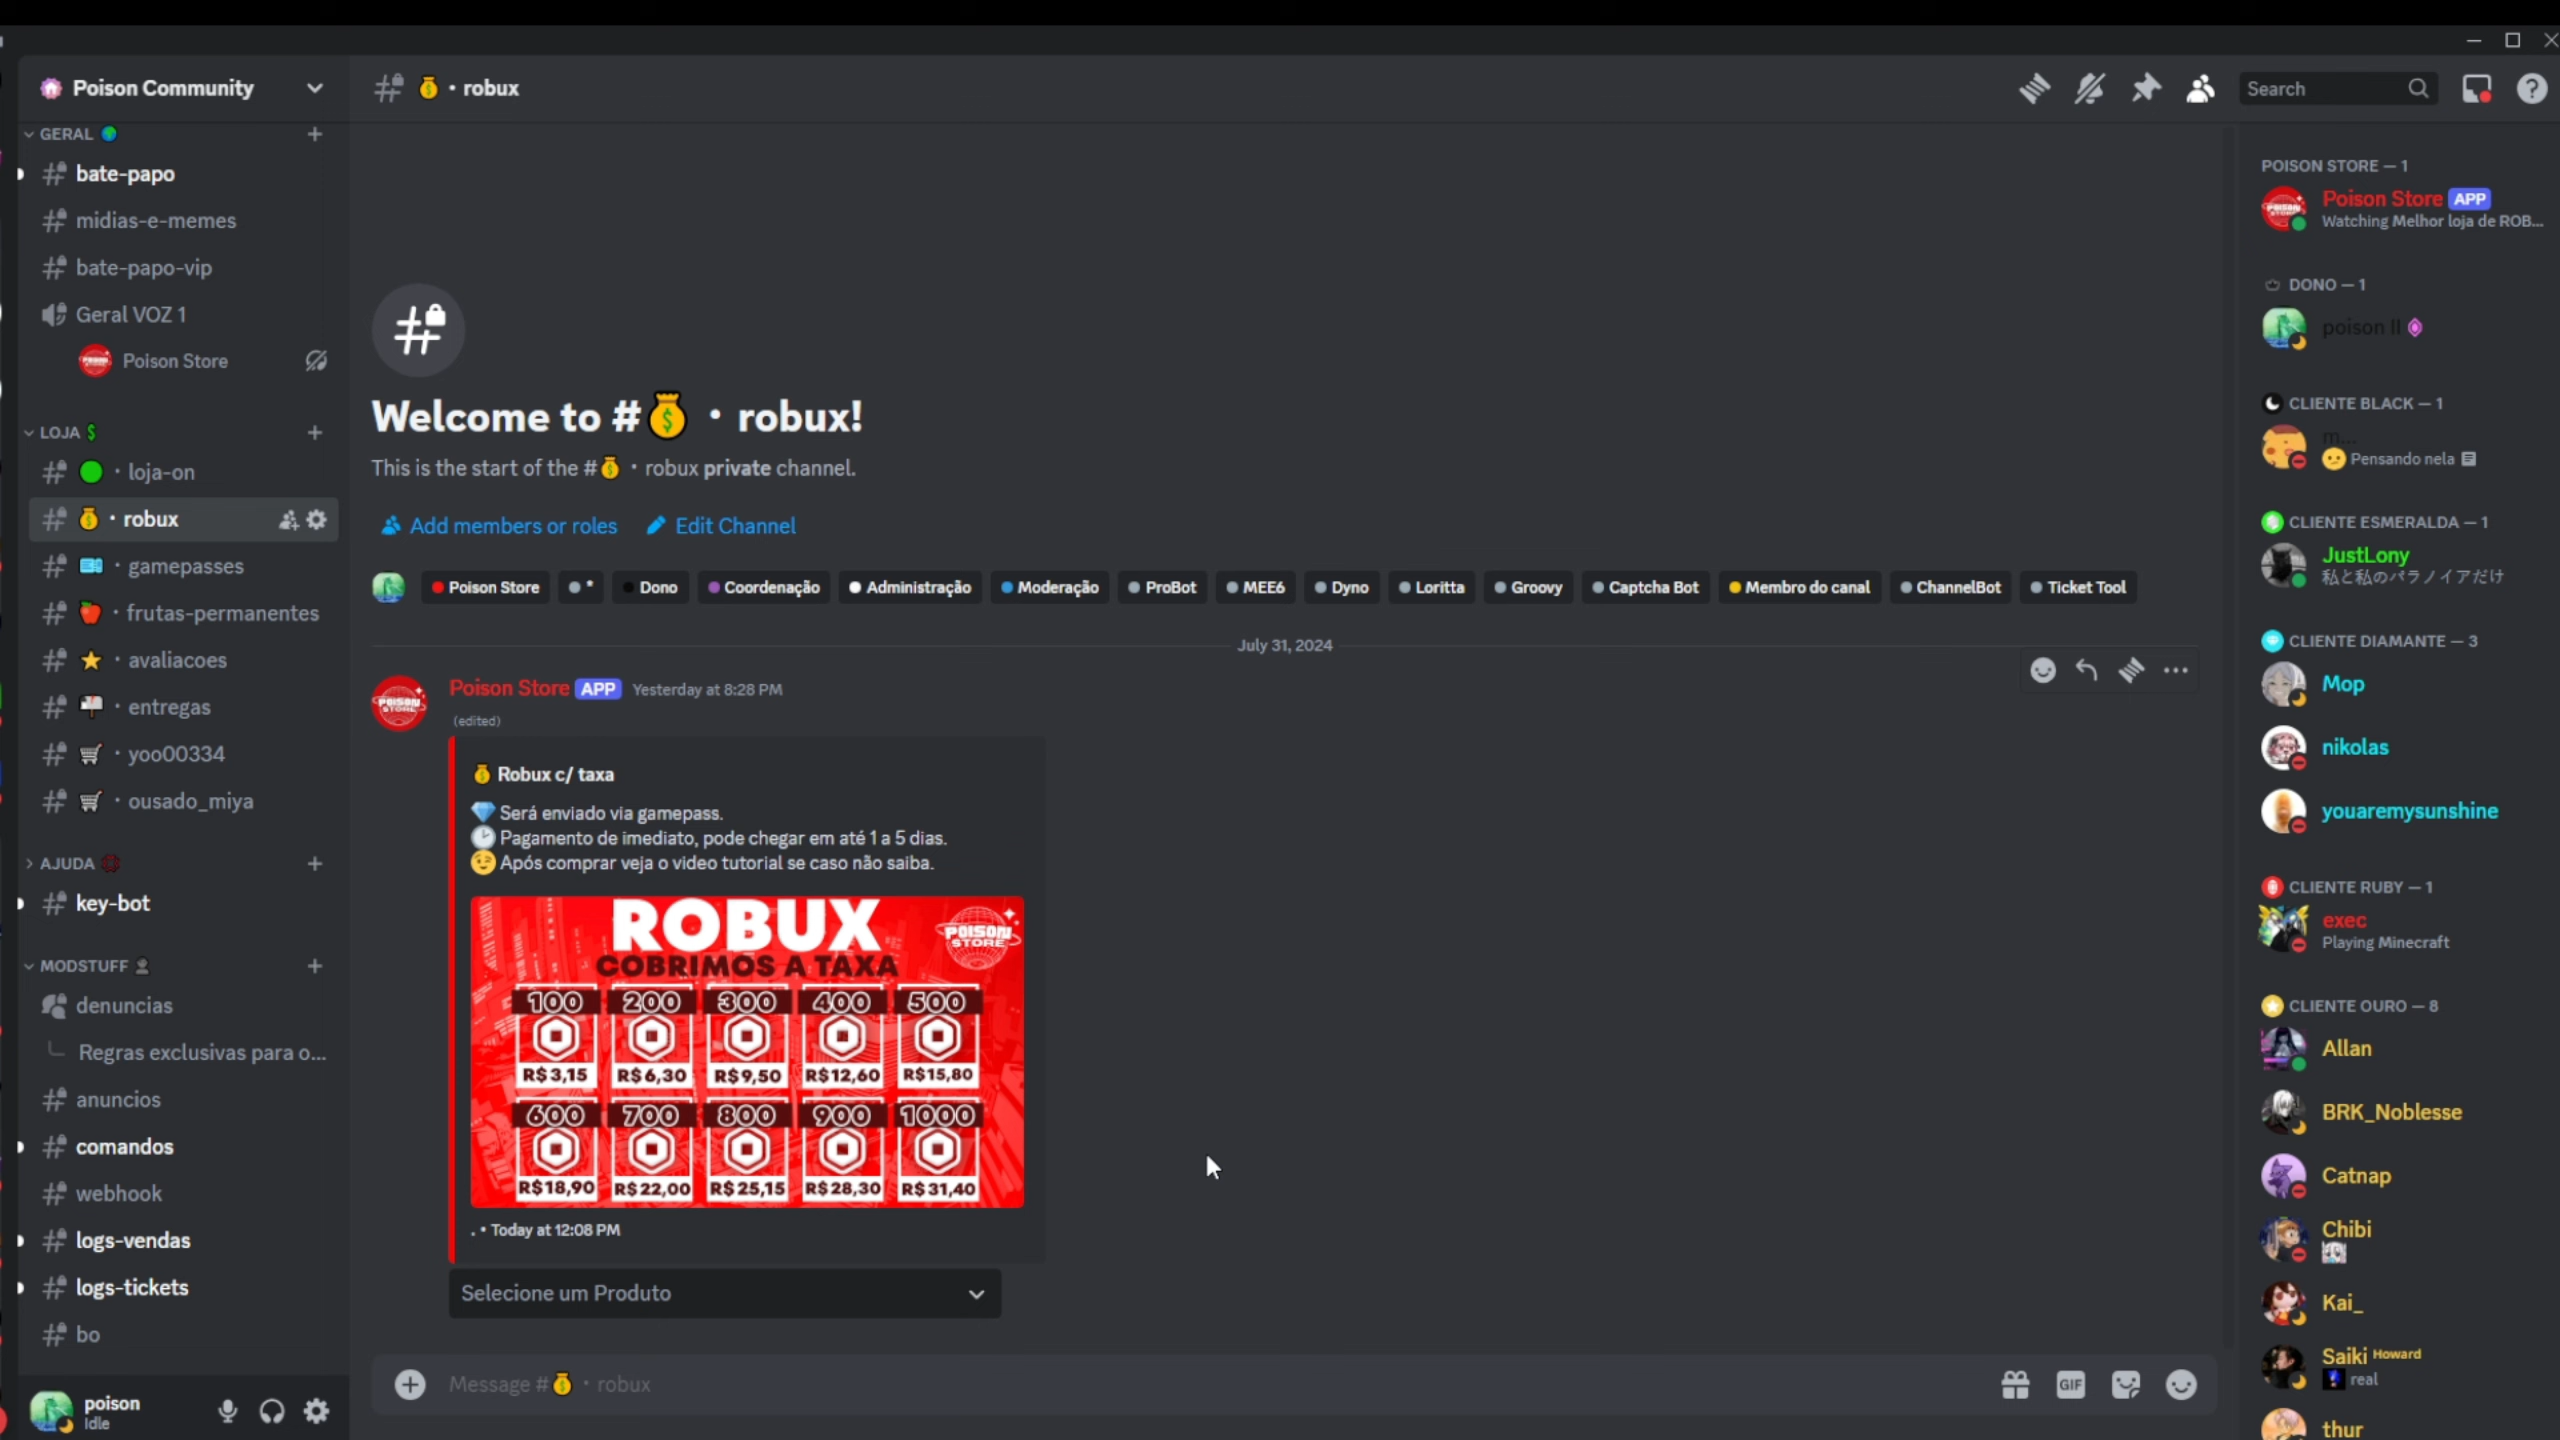 Poison Community
# 💰・robux
Search
GERAL
bate-papo
midias-e-memes
bate-papo-vip
Geral VOZ 1
Poison Store
LOJA
・loja-on
・robux
・gamepasses
・frutas-permanentes
・avaliacoes
・entregas
・yoo00334
・ousado_miya
AJUDA
key-bot
MODSTUFF
denuncias
Regras exclusivas para o...
anuncios
comandos
webhook
logs-vendas
logs-tickets
bo
poison
Idle
Welcome to #💰・robux!
This is the start of the #💰・robux private channel.
Add members or roles Edit Channel
Poison Store * Dono Coordenação Administração Moderação ProBot MEE6 Dyno Loritta Groovy Captcha Bot Membro do canal ChannelBot Ticket Tool
July 31, 2024
Poison Store APP Yesterday at 8:28 PM
(edited)
💰 Robux c/ taxa
💎 Será enviado via gamepass.
🕒 Pagamento de imediato, pode chegar em até 1 a 5 dias.
😉 Após comprar veja o video tutorial se caso não saiba.
ROBUX
POISON STORE
COBRIMOS A TAXA
100 200 300 400 500
R$3,15 R$6,30 R$9,50 R$12,60 R$15,80
600 700 800 900 1000
R$18,90 R$22,00 R$25,15 R$28,30 R$31,40
. • Today at 12:08 PM
Selecione um Produto
Message #💰・robux
GIF
POISON STORE — 1
Poison Store APP
Watching Melhor loja de ROB...
DONO — 1
poison II
CLIENTE BLACK — 1
m...
Pensando nela
CLIENTE ESMERALDA — 1
JustLony
私と私のパラノイアだけ
CLIENTE DIAMANTE — 3
Mop
nikolas
youaremysunshine
CLIENTE RUBY — 1
exec
Playing Minecraft
CLIENTE OURO — 8
Allan
BRK_Noblesse
Catnap
Chibi
Kai_
Saiki Howard
real
thur